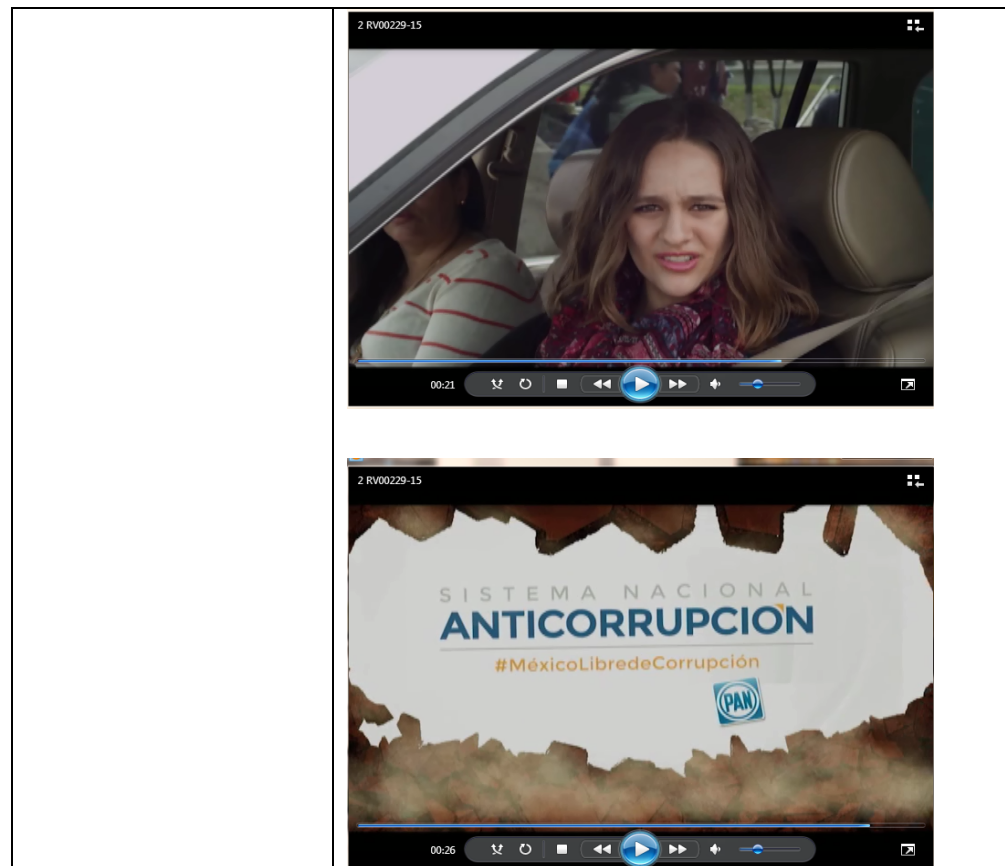 2 RV00229-15
00:21
2 RV00229-15
SISTEMA NACIONAL
ANTICORRUPCIÓN
#MéxicoLibredeCorrupción
PAN
00:26